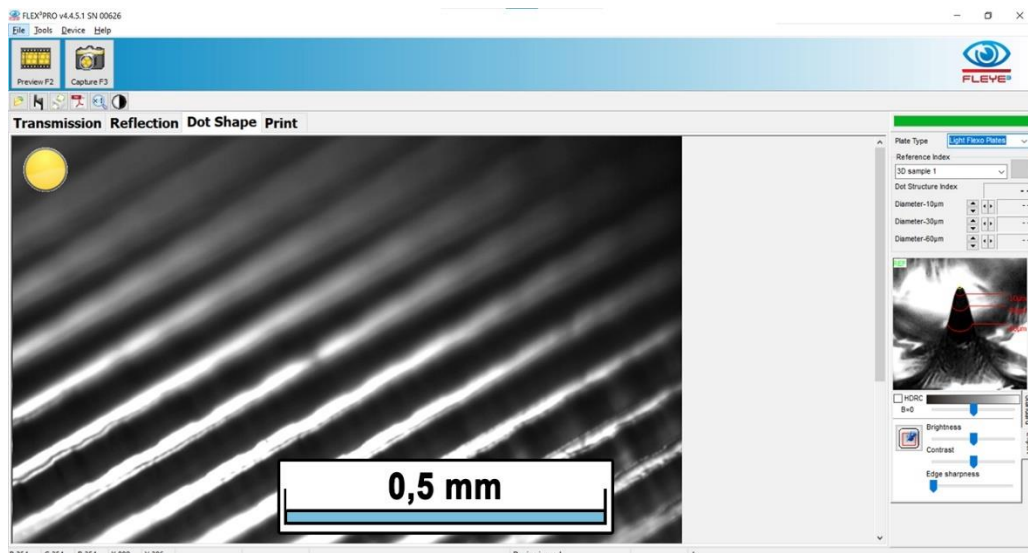 FLEX³PRO v4.4.5.1 SN 00626
File Tools Device Help
Preview F2 Capture F3
FLEYE
Transmission Reflection Dot Shape Print
Plate Type Light Flexo Plates
Reference Index
3D sample 1
Dot Structure Index - -
Diameter-10µm - -
Diameter-30µm - -
Diameter-60µm - -
HDRC
B=0
Brightness
Contrast
Edge sharpness
0,5 mm